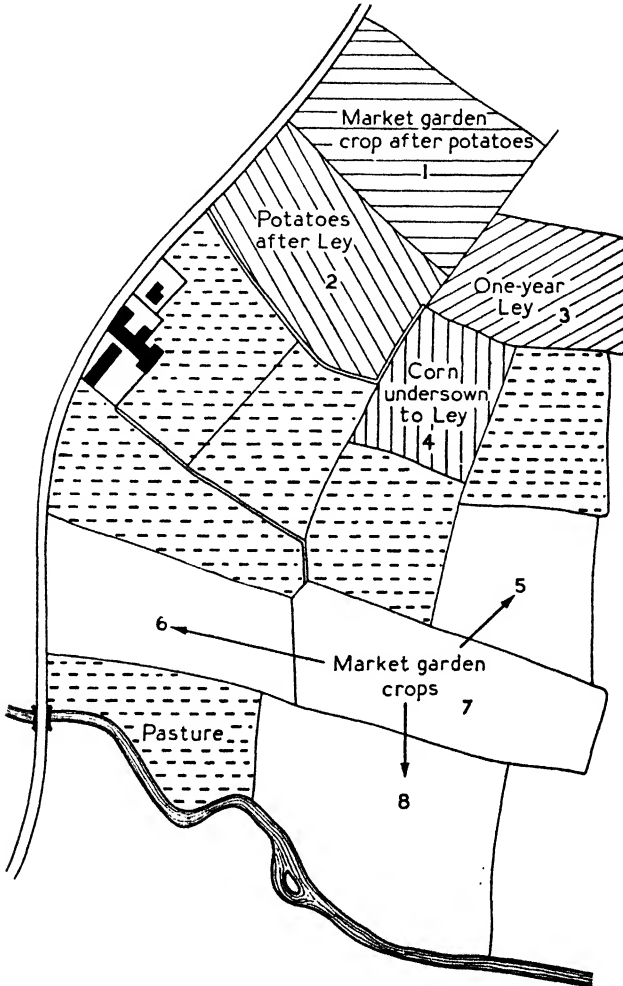 Market garden
crop after potatoes
1
Potatoes
after Ley
2
One-year
Ley 3
Corn
undersown
to Ley
4
5
6
Market garden
crops 7
8
Pasture